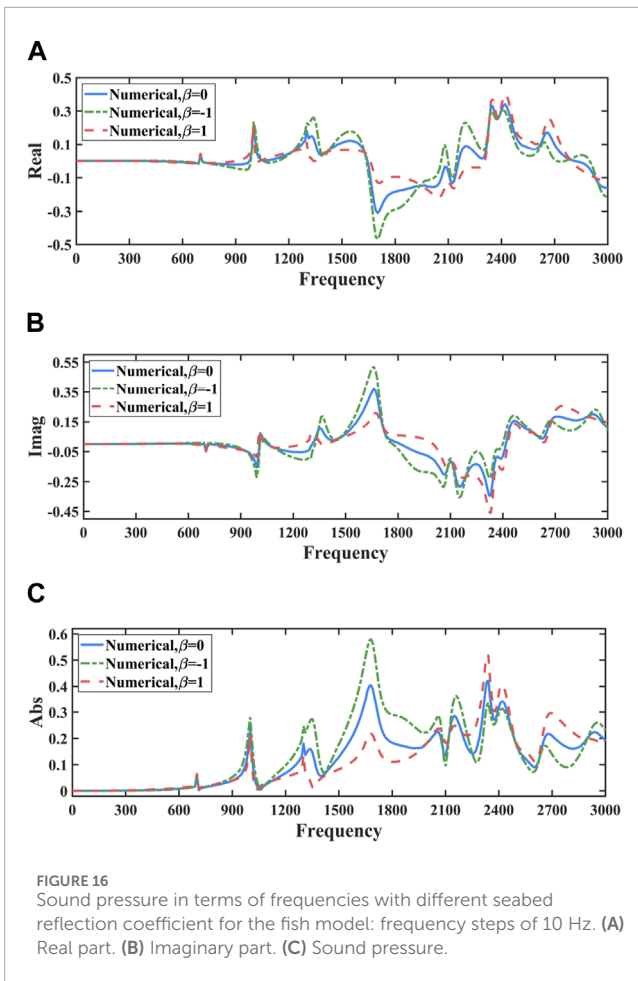 A
0.5
0.3
0.1
-0.1
-0.3
-0.5
Real
Numerical,β=0
Numerical,β=-1
Numerical,β=1
0 300 600 900 1200 1500 1800 2100 2400 2700 3000
Frequency
B
0.55
0.35
0.15
-0.05
-0.25
-0.45
Imag
Numerical,β=0
Numerical,β=-1
Numerical,β=1
0 300 600 900 1200 1500 1800 2100 2400 2700 3000
Frequency
C
0.6
0.5
0.4
0.3
0.2
0.1
0
Abs
Numerical,β=0
Numerical,β=-1
Numerical,β=1
0 300 600 900 1200 1500 1800 2100 2400 2700 3000
Frequency
FIGURE 16
Sound pressure in terms of frequencies with different seabed
reflection coefficient for the fish model: frequency steps of 10 Hz. (A)
Real part. (B) Imaginary part. (C) Sound pressure.